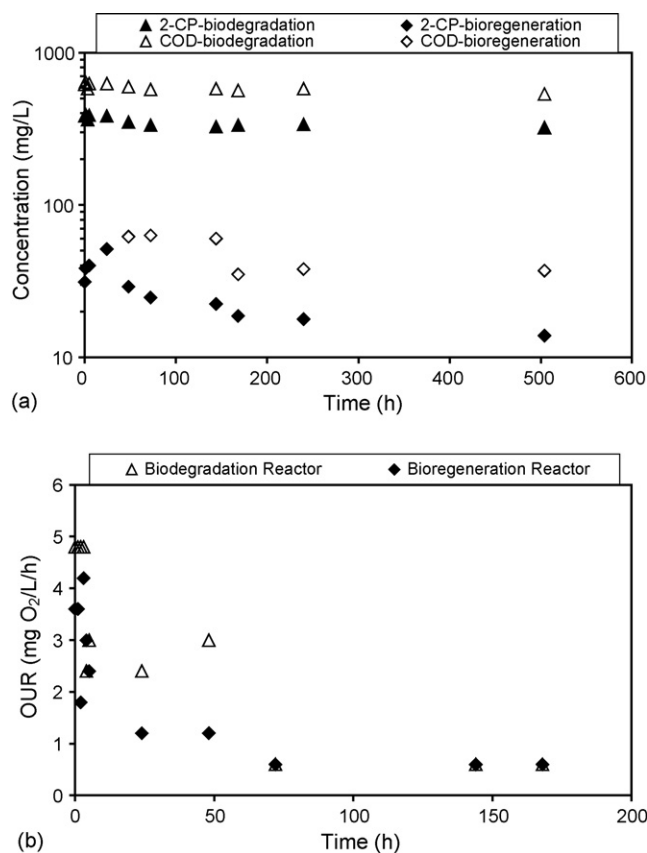 2-CP-biodegradation 2-CP-bioregeneration
COD-biodegradation COD-bioregeneration
1000
100
10
Concentration (mg/L)
0 100 200 300 400 500 600
Time (h)
(a)
Biodegradation Reactor Bioregeneration Reactor
6
5
4
3
2
1
0
OUR (mg O₂/L/h)
0 50 100 150 200
Time (h)
(b)